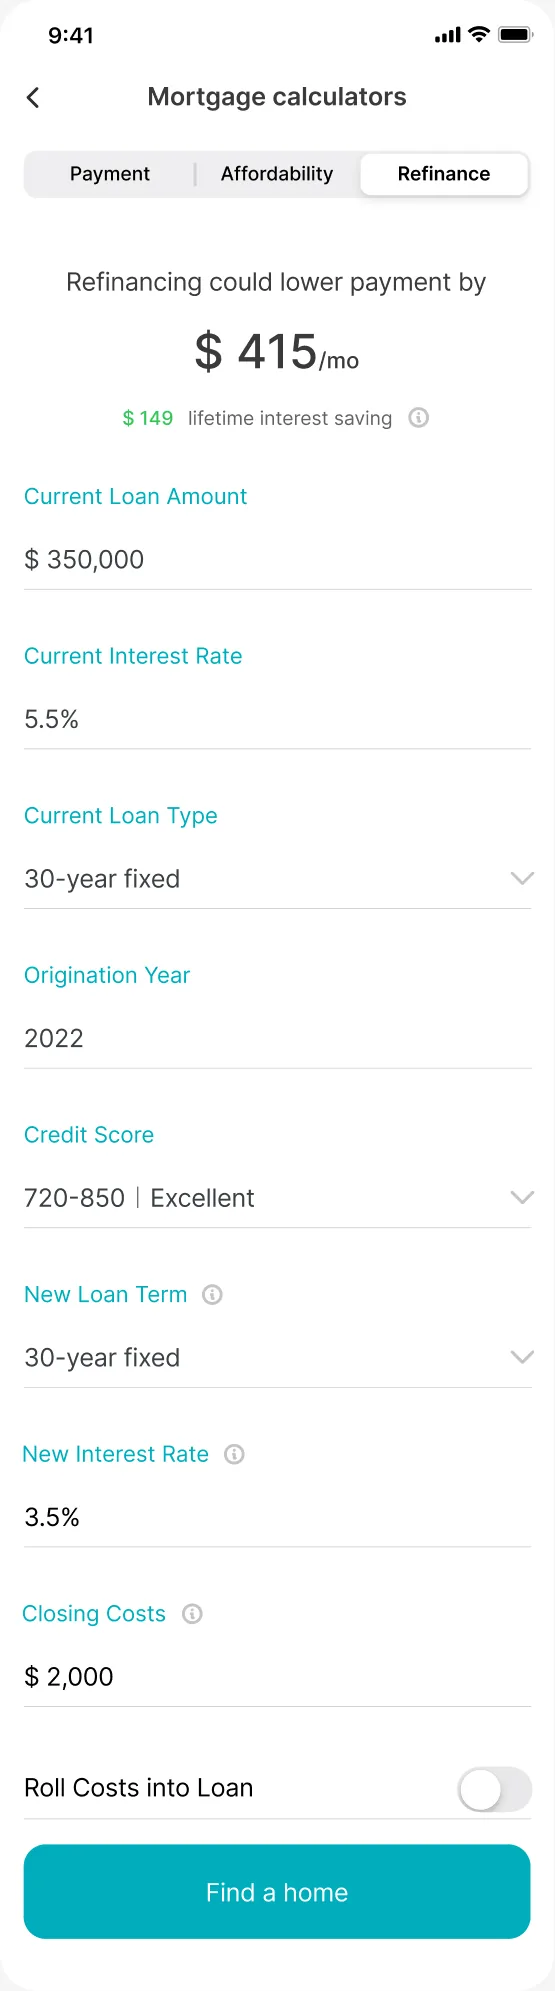 9:41
Mortgage calculators
Payment | Affordability Refinance
Refinancing could lower payment by
$ 415/mo
$ 149 lifetime interest saving
Current Loan Amount
$ 350,000
Current Interest Rate
5.5%
Current Loan Type
30-year fixed
Origination Year
2022
Credit Score
720-850 | Excellent
New Loan Term
30-year fixed
New Interest Rate
3.5%
Closing Costs
$ 2,000
Roll Costs into Loan
Find a home